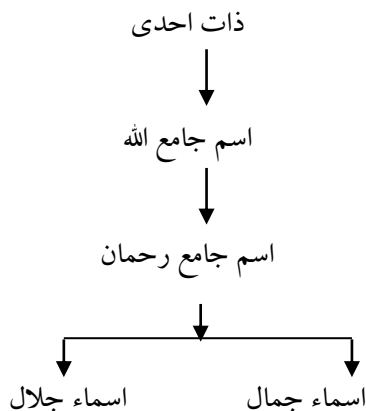 ذات احدی
اسم جامع الله
اسم جامع رحمان
اسماء جمال
اسماء جلال